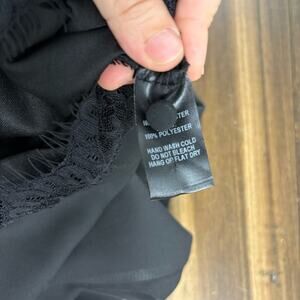 100% POLYESTER
HAND WASH COLD
DO NOT BLEACH
HANG OR FLAT DRY